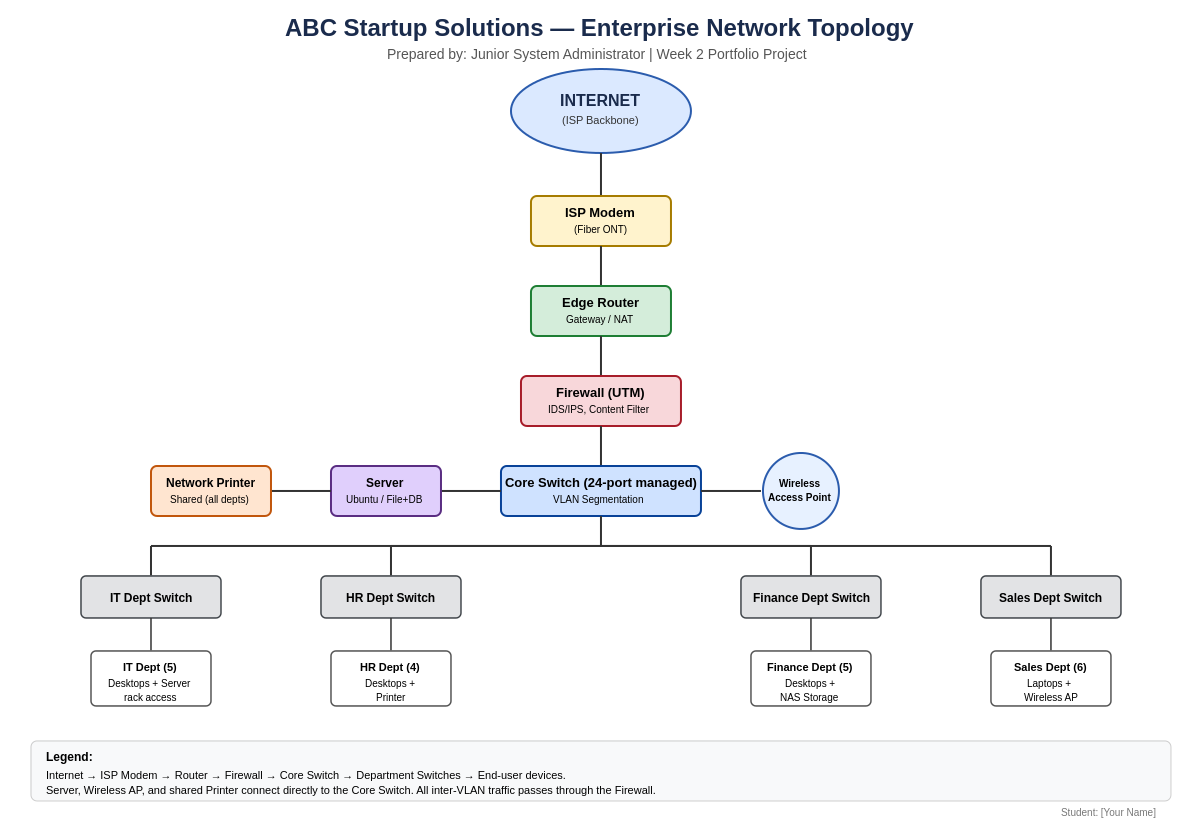 ABC Startup Solutions — Enterprise Network Topology
Prepared by: Junior System Administrator | Week 2 Portfolio Project
INTERNET
(ISP Backbone)
ISP Modem
(Fiber ONT)
Edge Router
Gateway / NAT
Firewall (UTM)
IDS/IPS, Content Filter
Network Printer
Shared (all depts)
Server
Ubuntu / File+DB
Core Switch (24-port managed)
VLAN Segmentation
Wireless
Access Point
IT Dept Switch
HR Dept Switch
Finance Dept Switch
Sales Dept Switch
IT Dept (5)
Desktops + Server
rack access
HR Dept (4)
Desktops +
Printer
Finance Dept (5)
Desktops +
NAS Storage
Sales Dept (6)
Laptops +
Wireless AP
Legend:
Internet → ISP Modem → Router → Firewall → Core Switch → Department Switches → End-user devices.
Server, Wireless AP, and shared Printer connect directly to the Core Switch. All inter-VLAN traffic passes through the Firewall.
Student: [Your Name]